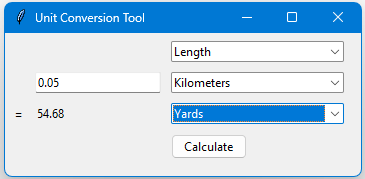 Unit Conversion Tool
Length
0.05 Kilometers
= 54.68 Yards
Calculate